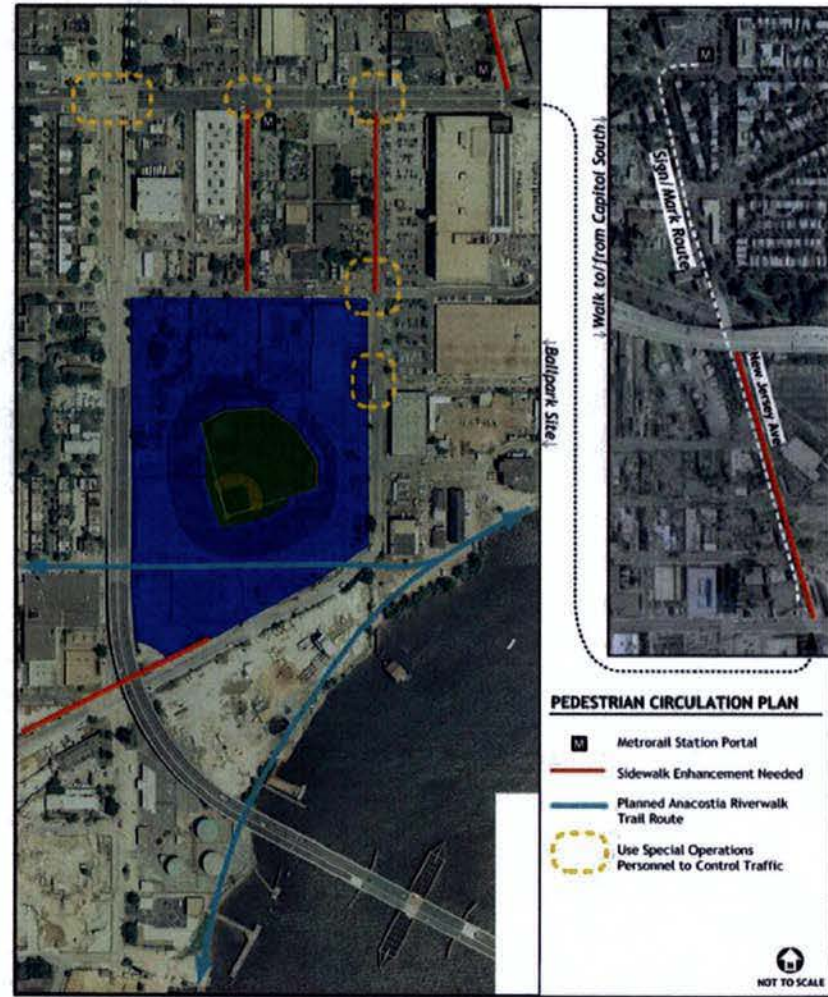 M
M
M
Sign/Mark Route
New Jersey Ave
↓Walk to/from Capital South↓
↓Ballpark Site↓
PEDESTRIAN CIRCULATION PLAN
M Metrorail Station Portal
Sidewalk Enhancement Needed
Planned Anacostia Riverwalk
Trail Route
Use Special Operations
Personnel to Control Traffic
NOT TO SCALE